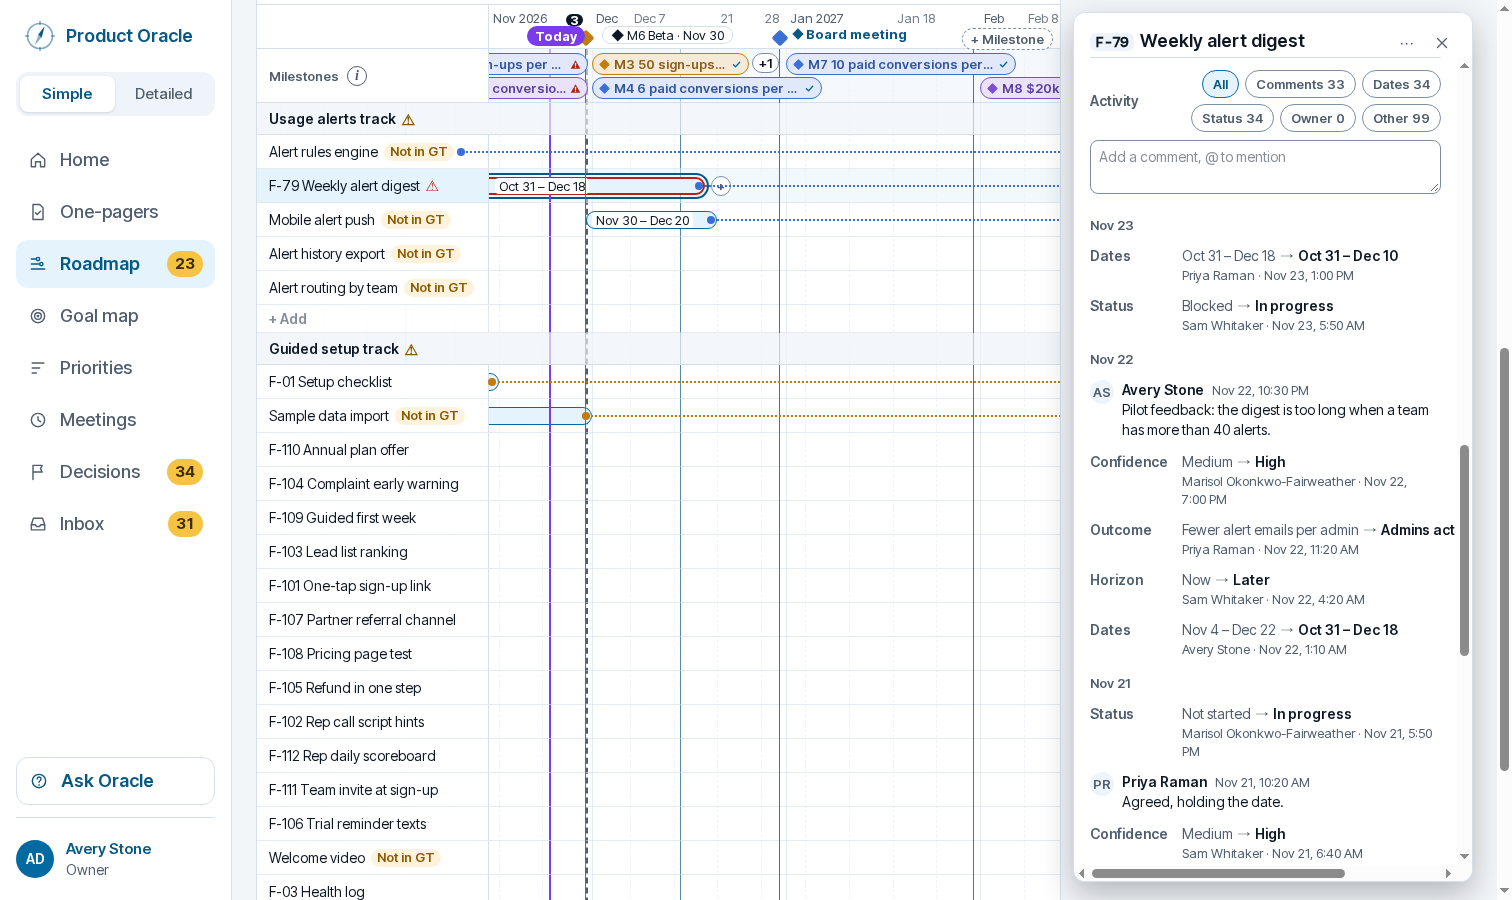 Product Oracle
Simple
Detailed
Home
One-pagers
Roadmap 23
Goal map
Priorities
Meetings
Decisions 34
Inbox 31
Ask Oracle
AD
Avery Stone
Owner
Nov 2026
3
Dec
Dec 7
21
28
Jan 2027
Jan 18
Feb
Feb 8
Today
M6 Beta · Nov 30
Board meeting
+ Milestone
Milestones
n-ups per ...
M3 50 sign-ups...
+1
M7 10 paid conversions per...
conversio...
M4 6 paid conversions per ...
M8 $20k
Usage alerts track
Alert rules engine Not in GT
F-79 Weekly alert digest
Oct 31 – Dec 18
+
Mobile alert push Not in GT
Nov 30 – Dec 20
Alert history export Not in GT
Alert routing by team Not in GT
+ Add
Guided setup track
F-01 Setup checklist
Sample data import Not in GT
F-110 Annual plan offer
F-104 Complaint early warning
F-109 Guided first week
F-103 Lead list ranking
F-101 One-tap sign-up link
F-107 Partner referral channel
F-108 Pricing page test
F-105 Refund in one step
F-102 Rep call script hints
F-112 Rep daily scoreboard
F-111 Team invite at sign-up
F-106 Trial reminder texts
Welcome video Not in GT
F-03 Health log
F-79 Weekly alert digest
Activity
All
Comments 33
Dates 34
Status 34
Owner 0
Other 99
Add a comment, @ to mention
Nov 23
Dates Oct 31 – Dec 18 → Oct 31 – Dec 10
Priya Raman · Nov 23, 1:00 PM
Status Blocked → In progress
Sam Whitaker · Nov 23, 5:50 AM
Nov 22
AS Avery Stone Nov 22, 10:30 PM
Pilot feedback: the digest is too long when a team
has more than 40 alerts.
Confidence Medium → High
Marisol Okonkwo-Fairweather · Nov 22,
7:00 PM
Outcome Fewer alert emails per admin → Admins act
Priya Raman · Nov 22, 11:20 AM
Horizon Now → Later
Sam Whitaker · Nov 22, 4:20 AM
Dates Nov 4 – Dec 22 → Oct 31 – Dec 18
Avery Stone · Nov 22, 1:10 AM
Nov 21
Status Not started → In progress
Marisol Okonkwo-Fairweather · Nov 21, 5:50
PM
PR Priya Raman Nov 21, 10:20 AM
Agreed, holding the date.
Confidence Medium → High
Sam Whitaker · Nov 21, 6:40 AM